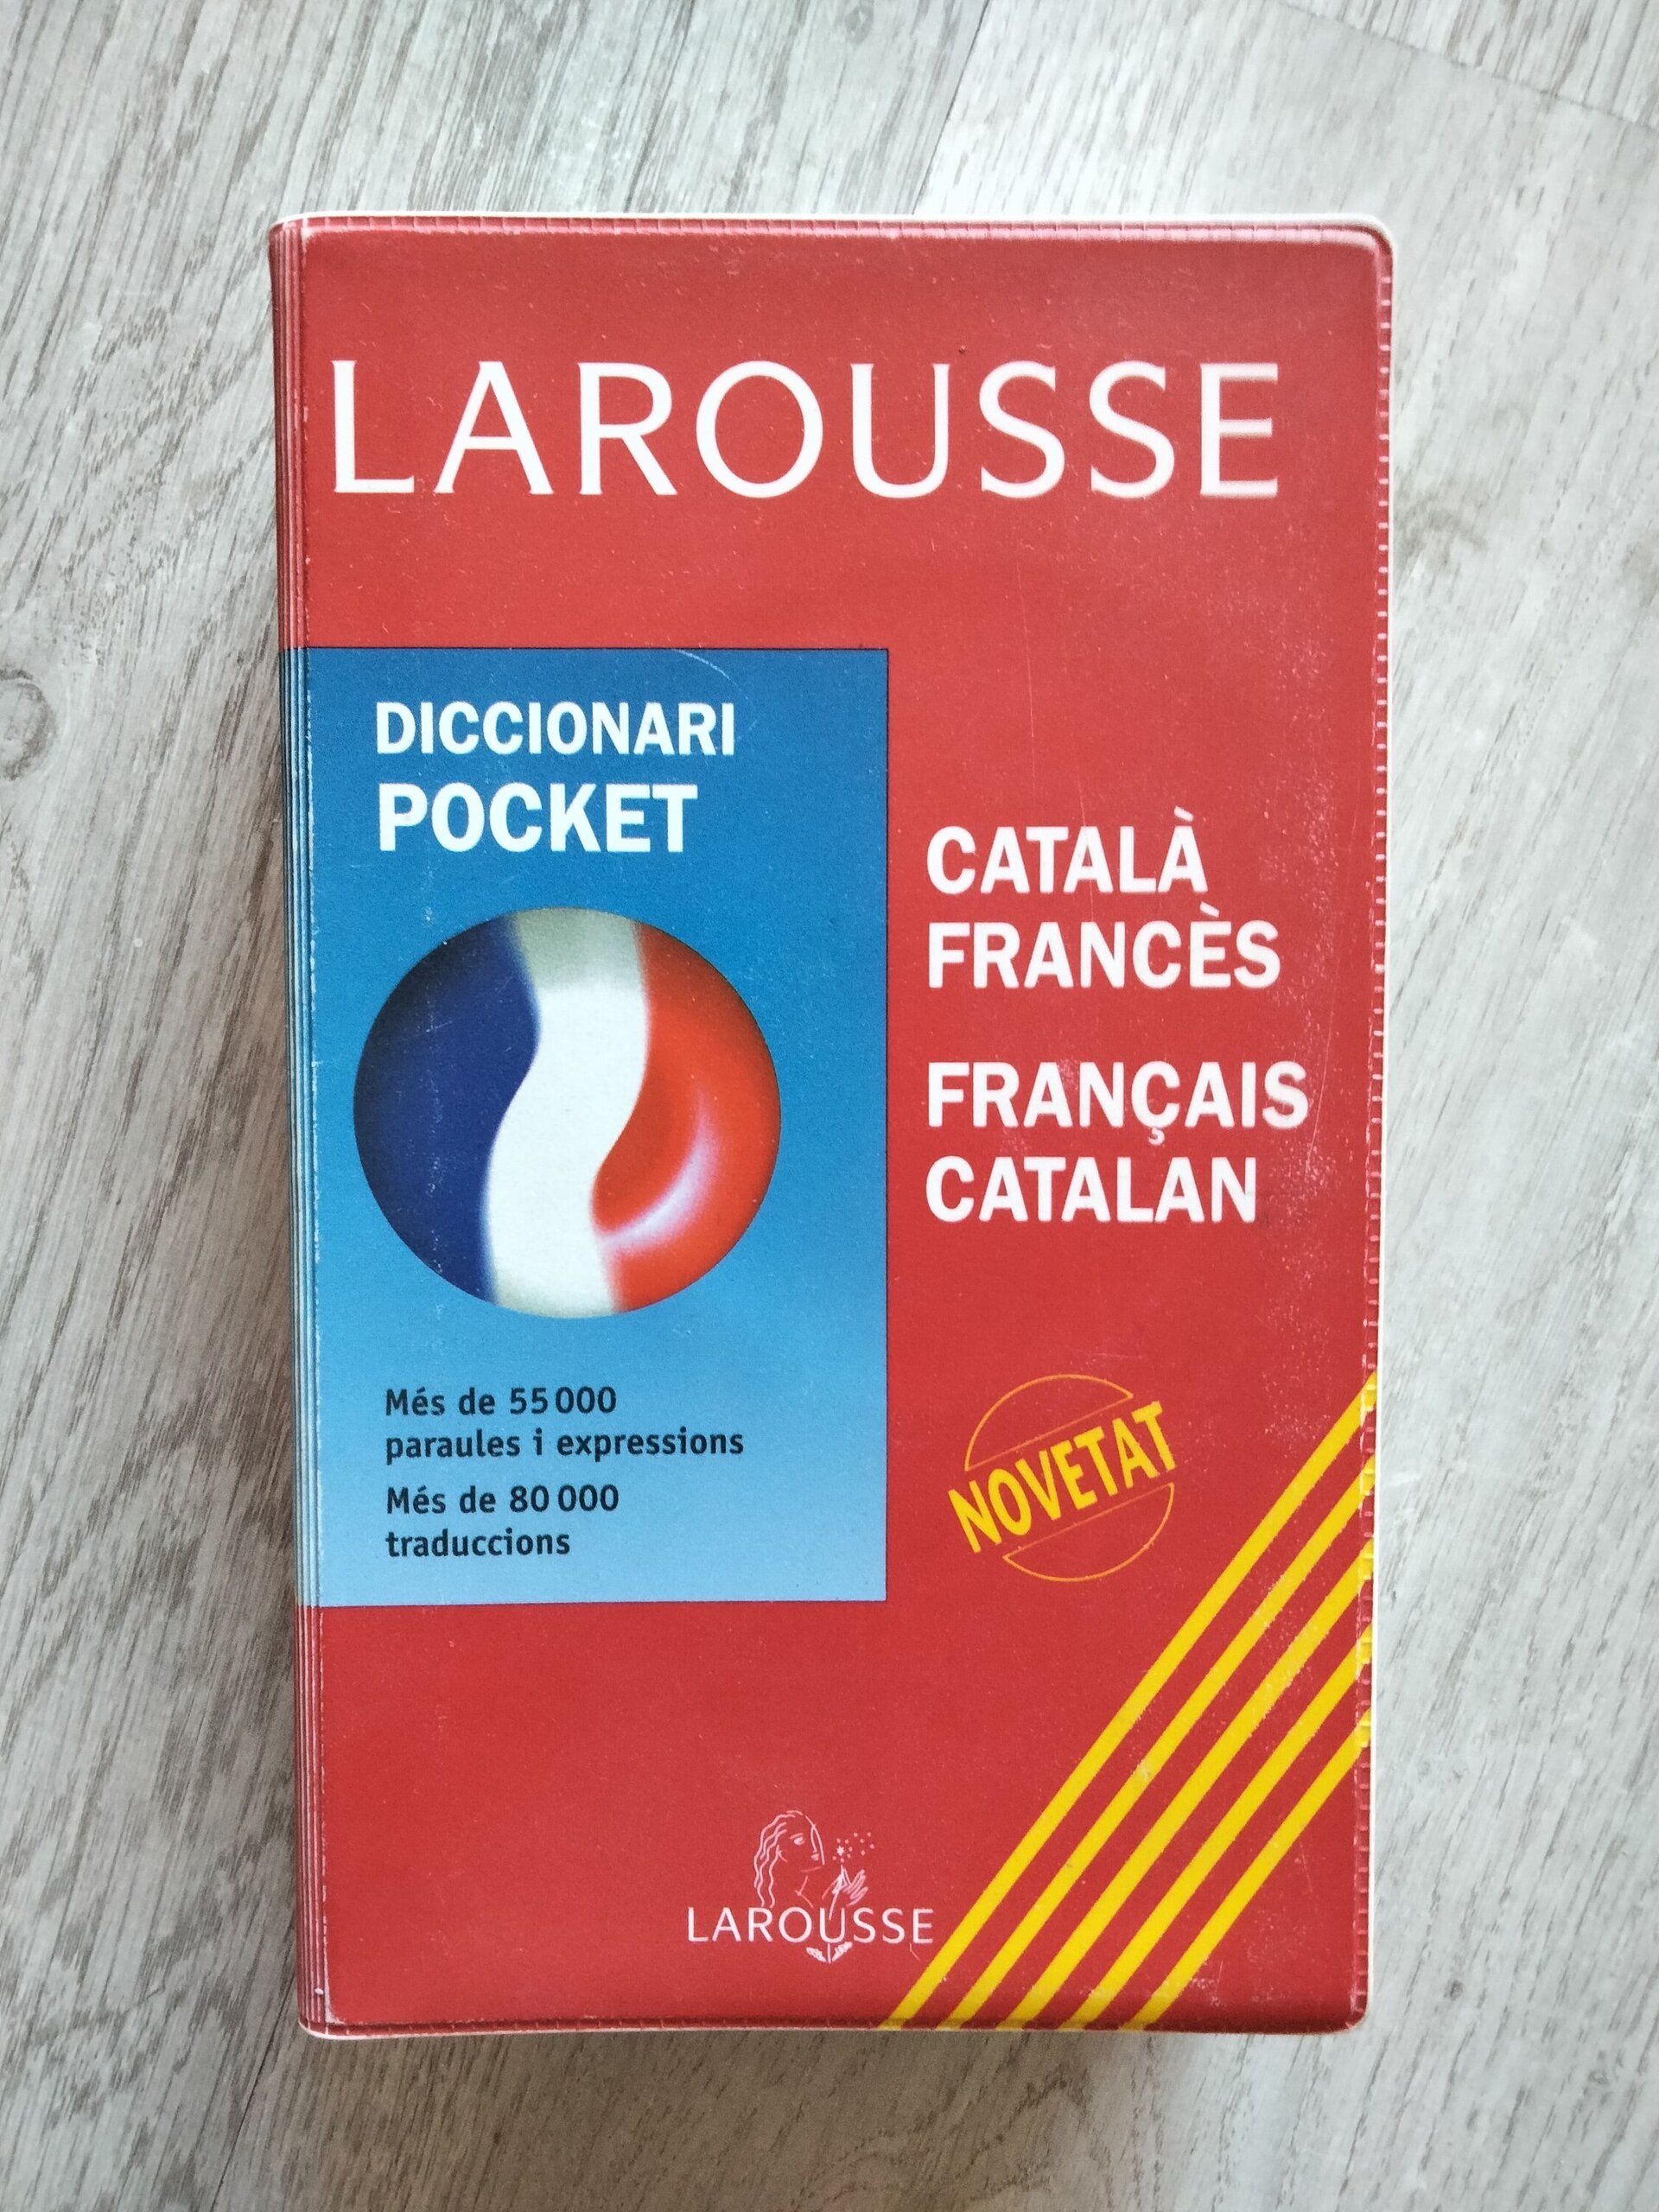 LAROUSSE
DICCIONARI
POCKET
CATALÀ
FRANCÈS
FRANÇAIS
CATALAN
Més de 55 000
paraules i expressions
Més de 80 000
traduccions
NOVETAT
LAROUSSE